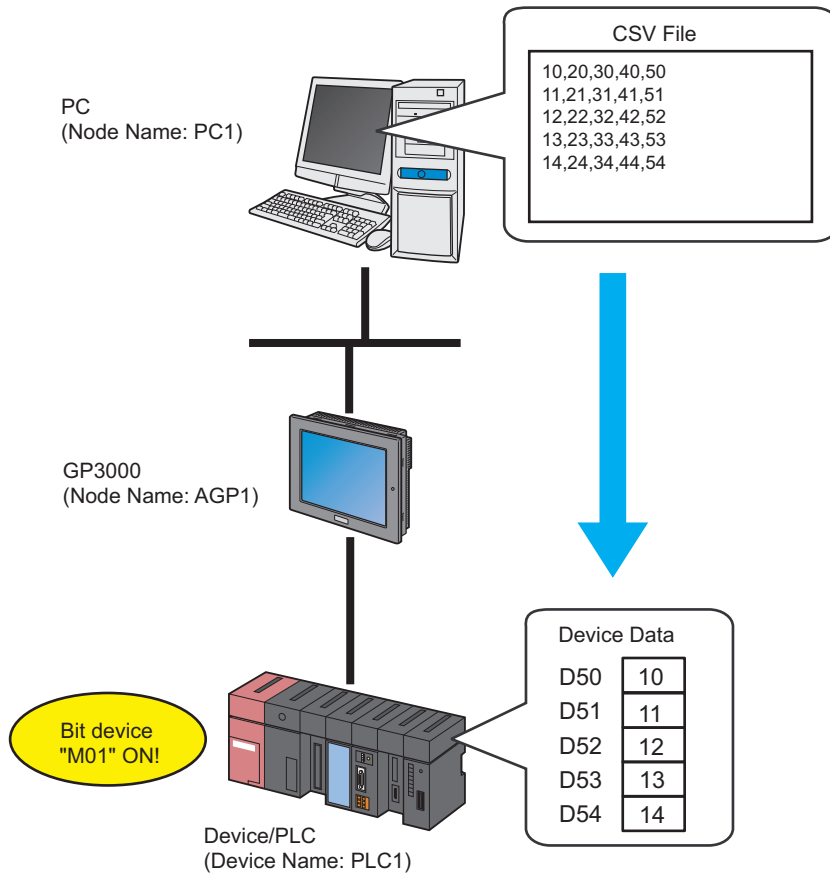 CSV File
10,20,30,40,50
11,21,31,41,51
12,22,32,42,52
13,23,33,43,53
14,24,34,44,54
PC
(Node Name: PC1)
GP3000
(Node Name: AGP1)
Bit device
"M01" ON!
Device/PLC
(Device Name: PLC1)
Device Data
D50 10
D51 11
D52 12
D53 13
D54 14